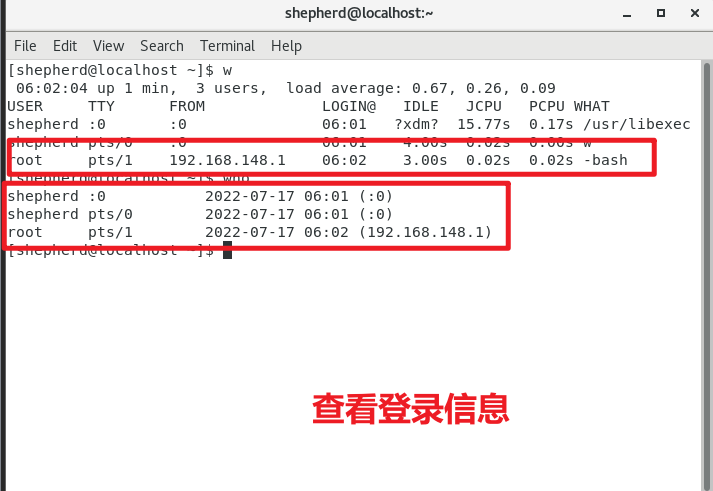 shepherd@localhost:~
File Edit View Search Terminal Help
[shepherd@localhost ~]$ w
 06:02:04 up 1 min,  3 users,  load average: 0.67, 0.26, 0.09
USER     TTY      FROM             LOGIN@   IDLE   JCPU   PCPU WHAT
shepherd :0       :0               06:01   ?xdm?  15.77s  0.17s /usr/libexec
shepherd pts/0    :0               06:01    4.00s  0.02s  0.00s w
root     pts/1    192.168.148.1    06:02    3.00s  0.02s  0.02s -bash
[shepherd@localhost ~]$ who
shepherd :0           2022-07-17 06:01 (:0)
shepherd pts/0        2022-07-17 06:01 (:0)
root     pts/1        2022-07-17 06:02 (192.168.148.1)
[shepherd@localhost ~]$
查看登录信息